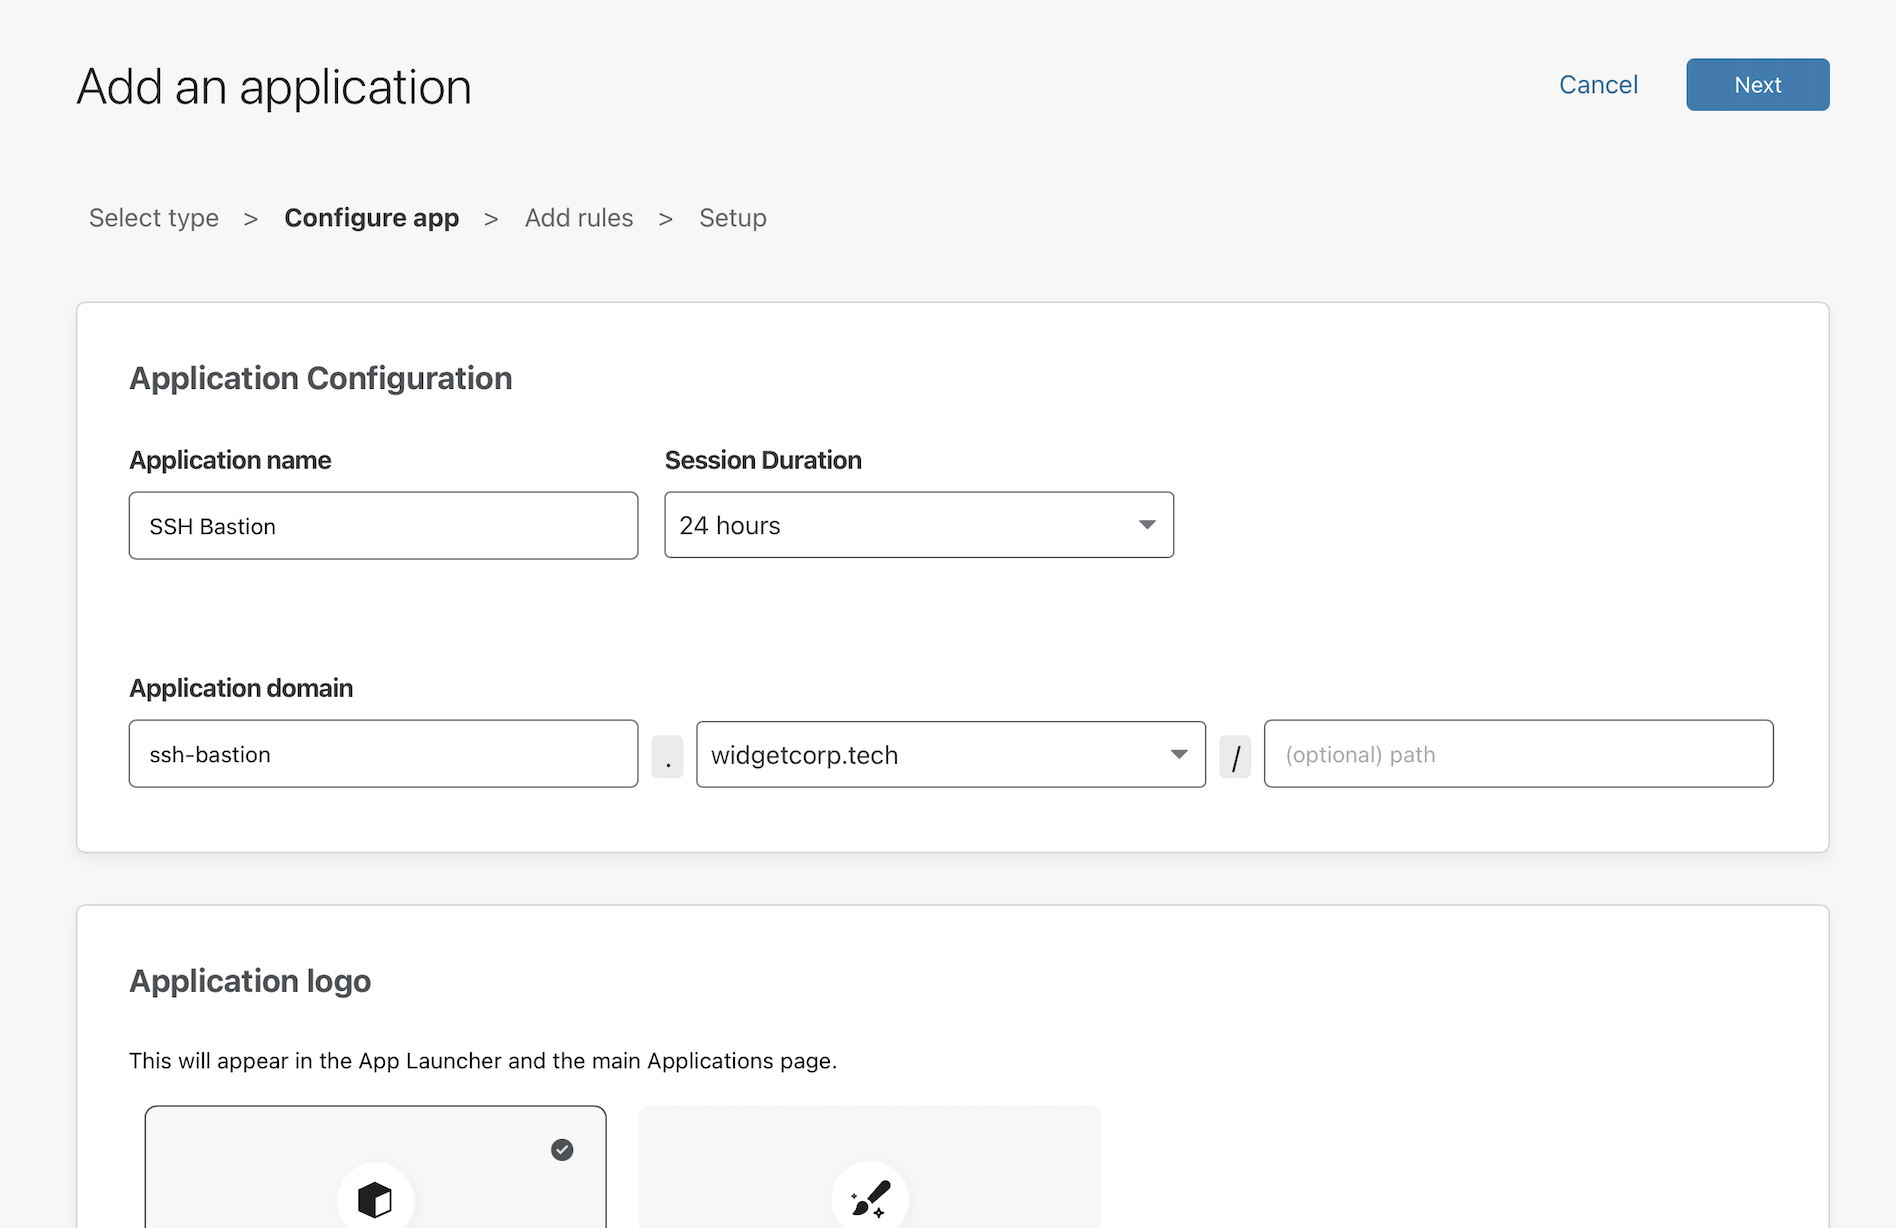 Add an application
Cancel
Next
Select type > Configure app > Add rules > Setup
Application Configuration
Application name
Session Duration
SSH Bastion
24 hours
Application domain
ssh-bastion . widgetcorp.tech / (optional) path
Application logo
This will appear in the App Launcher and the main Applications page.